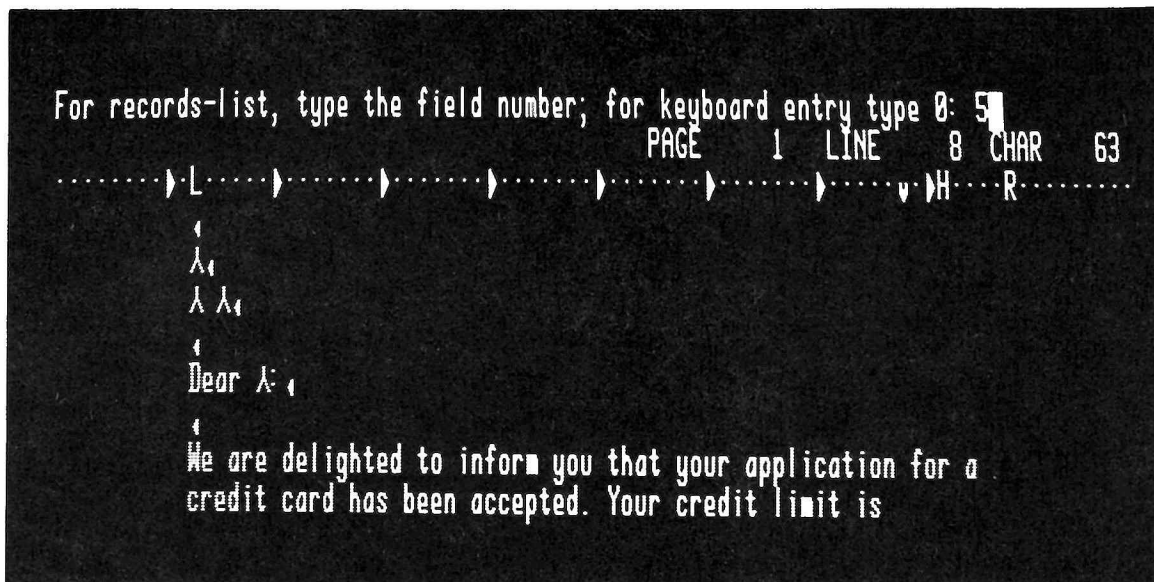 For records-list, type the field number; for keyboard entry type 0: 5
PAGE 1 LINE 8 CHAR 63
L H R
⅄
⅄ ⅄
Dear ⅄:
We are delighted to inform you that your application for a
credit card has been accepted. Your credit limit is